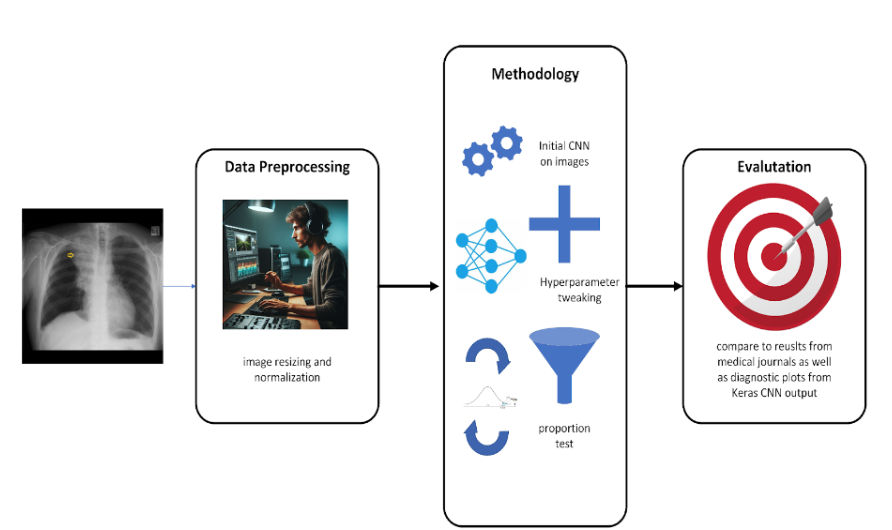 Data Preprocessing
image resizing and
normalization
Methodology
Initial CNN
on images
Hyperparameter
tweaking
proportion
test
Evalutation
compare to reuslts from
medical journals as well
as diagnostic plots from
Keras CNN output